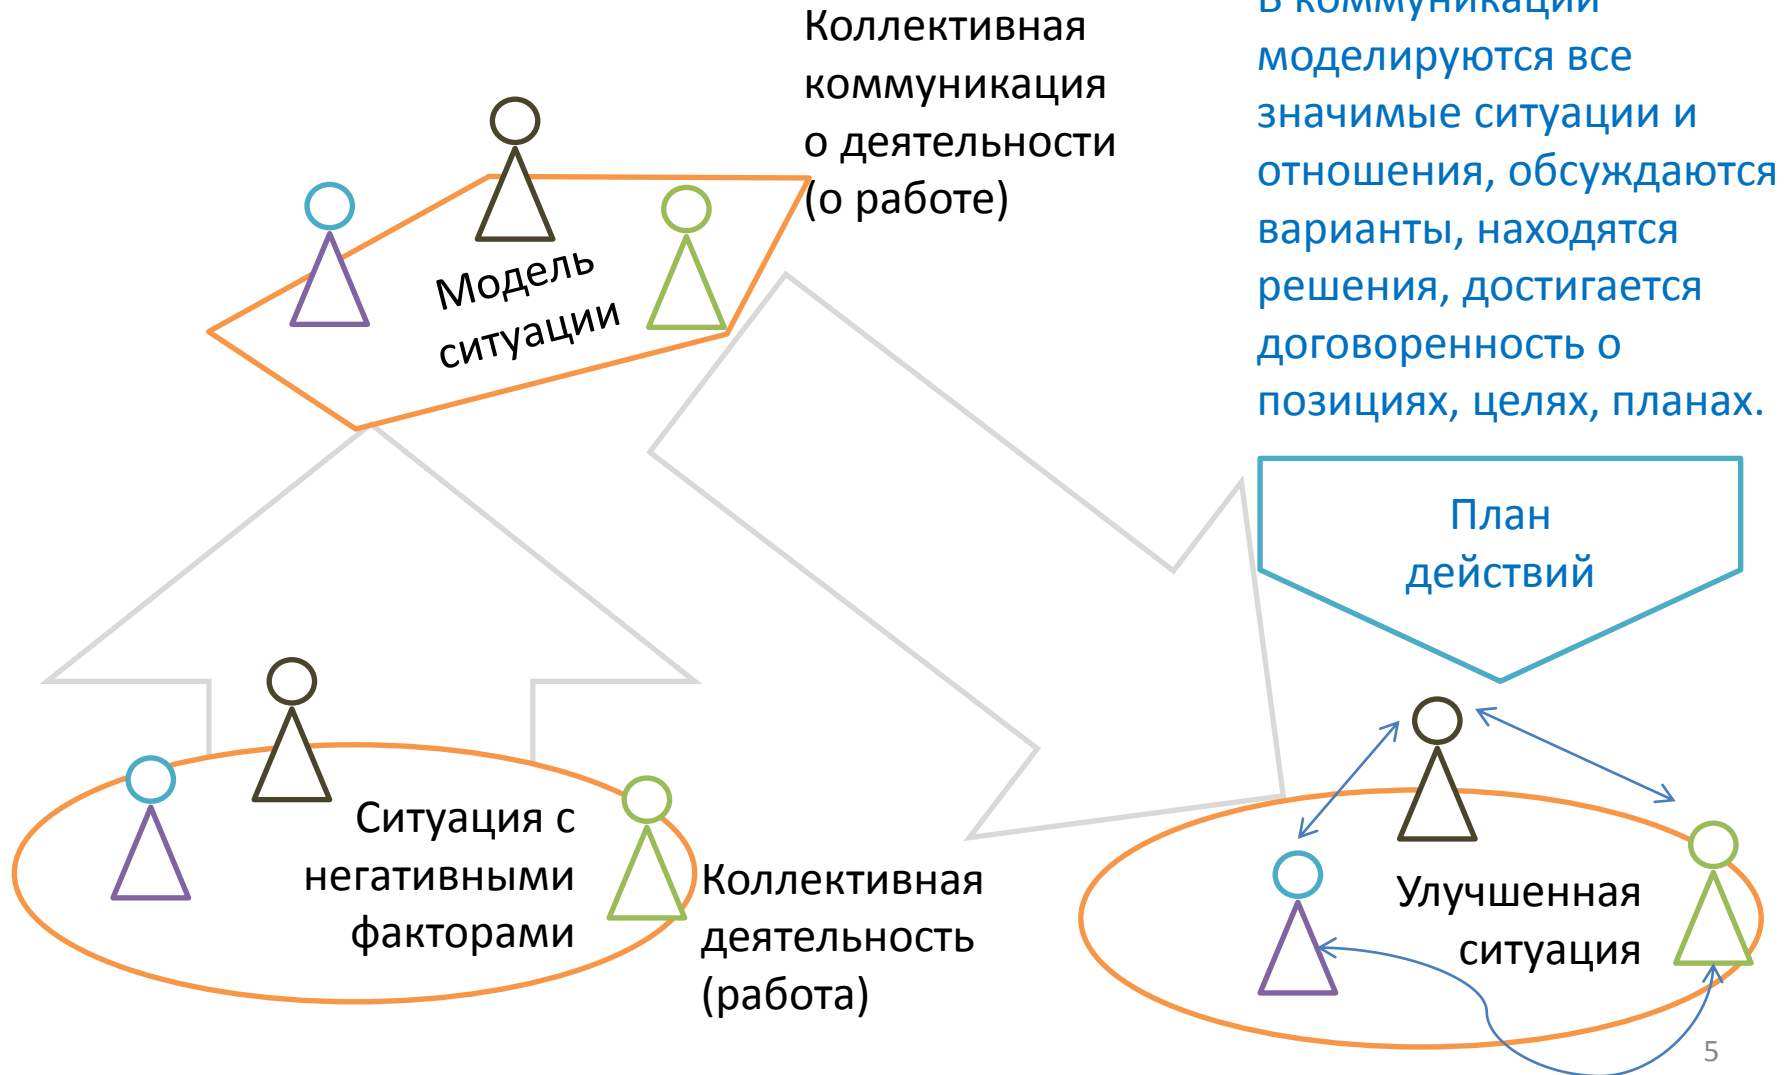 Коллективная
коммуникация
о деятельности
(о работе)
В коммуникации
моделируются все
значимые ситуации и
отношения, обсуждаются
варианты, находятся
решения, достигается
договоренность о
позициях, целях, планах.
Модель
ситуации
План
действий
Ситуация с
негативными
факторами
Коллективная
деятельность
(работа)
Улучшенная
ситуация
5